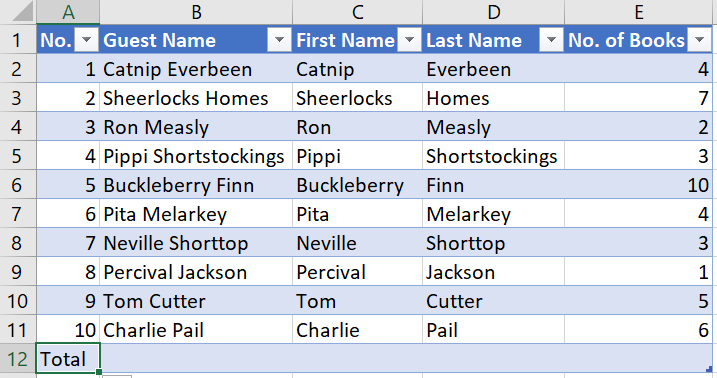 A B C D E
1 No. Guest Name First Name Last Name No. of Books
2 1 Catnip Everbeen Catnip Everbeen 4
3 2 Sheerlocks Homes Sheerlocks Homes 7
4 3 Ron Measly Ron Measly 2
5 4 Pippi Shortstockings Pippi Shortstockings 3
6 5 Buckleberry Finn Buckleberry Finn 10
7 6 Pita Melarkey Pita Melarkey 4
8 7 Neville Shorttop Neville Shorttop 3
9 8 Percival Jackson Percival Jackson 1
10 9 Tom Cutter Tom Cutter 5
11 10 Charlie Pail Charlie Pail 6
12 Total